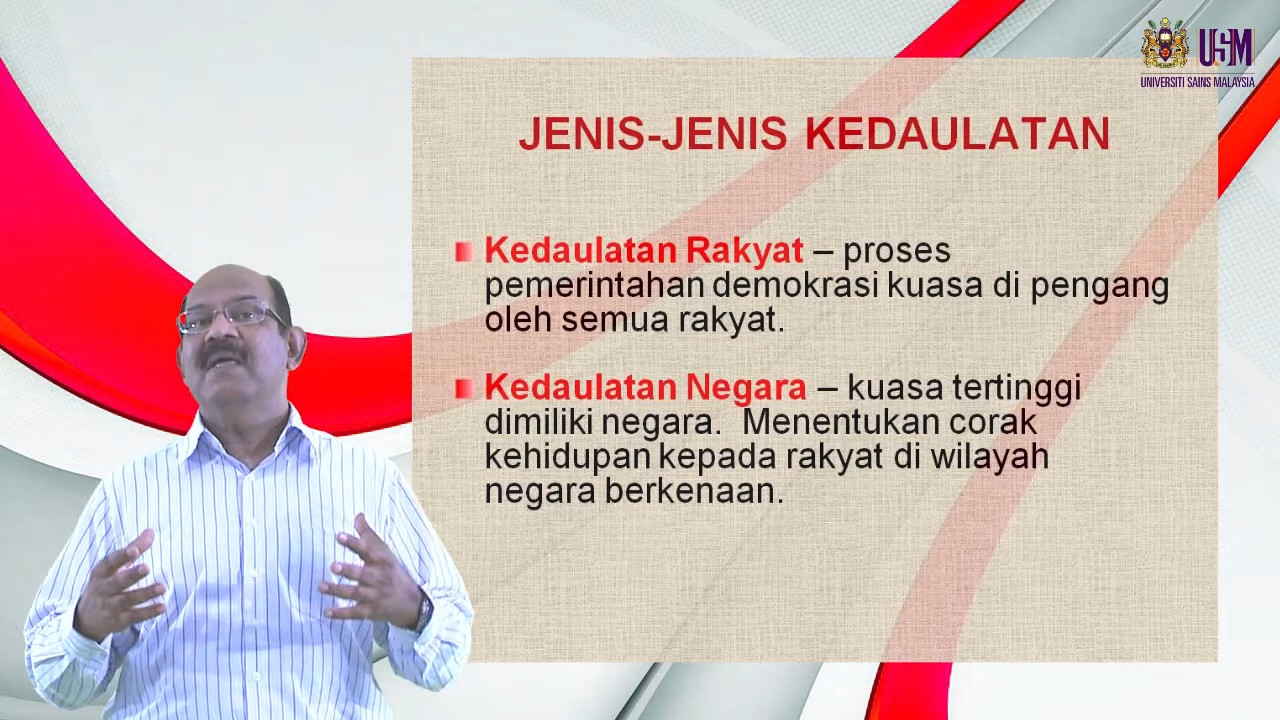 USM
UNIVERSITI SAINS MALAYSIA
JENIS-JENIS KEDAULATAN
Kedaulatan Rakyat – proses
pemerintahan demokrasi kuasa di pengang
oleh semua rakyat.
Kedaulatan Negara – kuasa tertinggi
dimiliki negara. Menentukan corak
kehidupan kepada rakyat di wilayah
negara berkenaan.